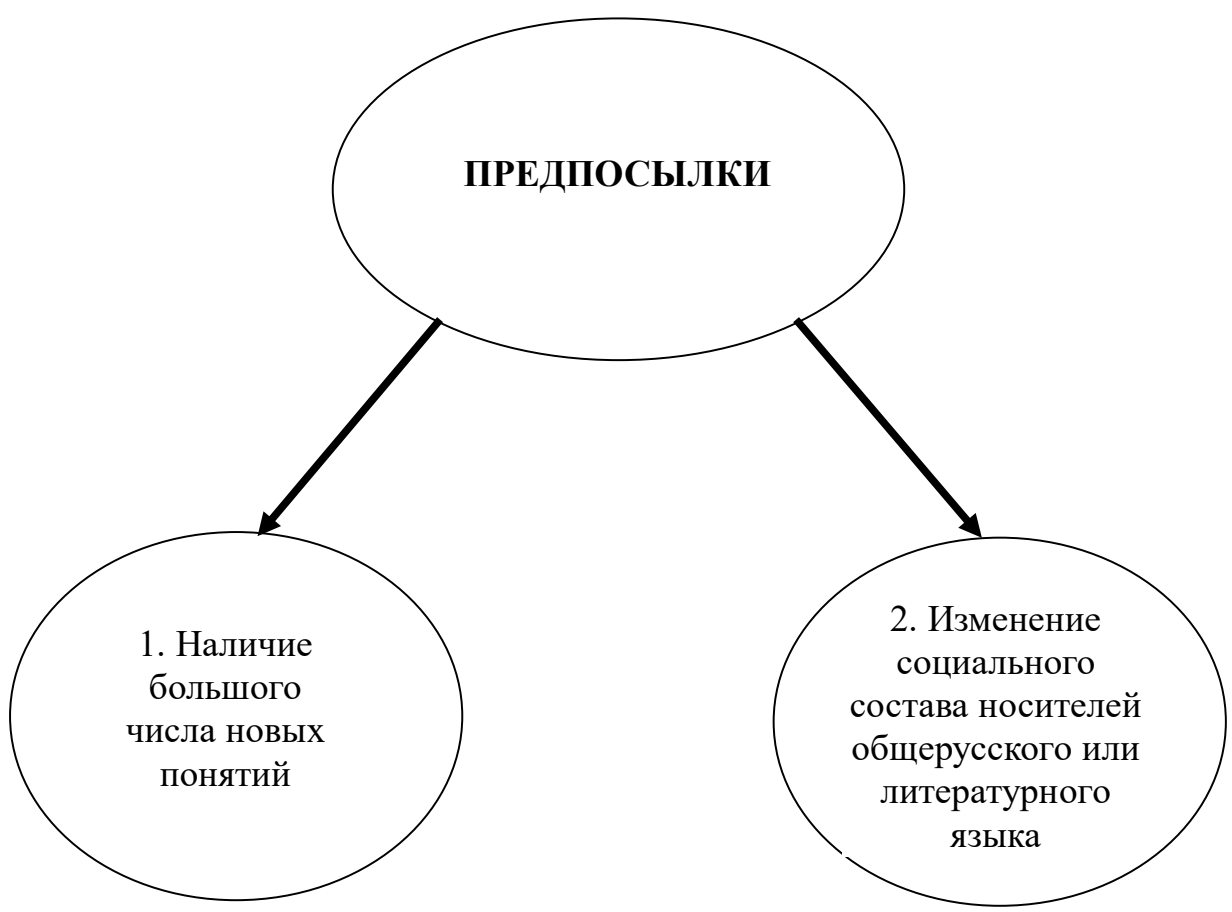 ПРЕДПОСЫЛКИ
1. Наличие
большого
числа новых
понятий
2. Изменение
социального
состава носителей
общерусского или
литературного
языка